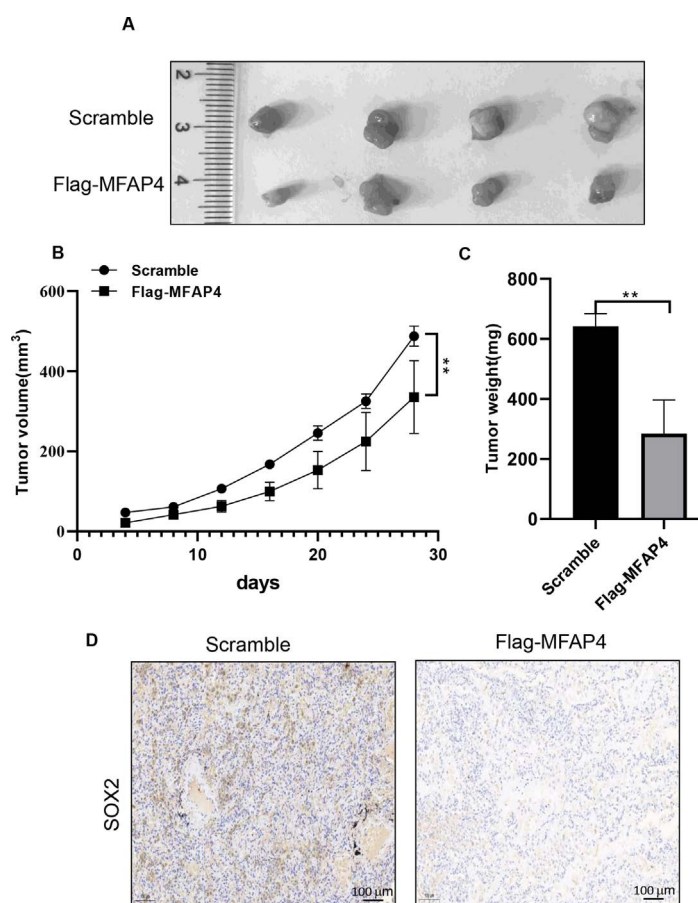 A
Scramble
Flag-MFAP4
2
3
4
B
Scramble
Flag-MFAP4
Tumor volume(mm³)
600
400
200
0
0 10 20 30
days
**
C
Tumor weight(mg)
800
600
400
200
0
**
Scramble
Flag-MFAP4
D
Scramble
Flag-MFAP4
SOX2
100 μm
100 μm